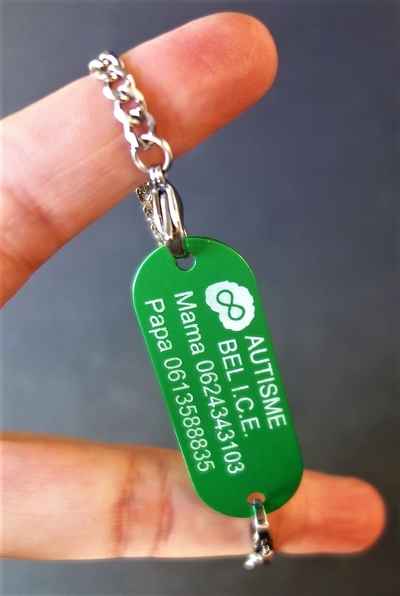 AUTISME
BEL I.C.E.
Mama 0624343103
Papa 0613588835